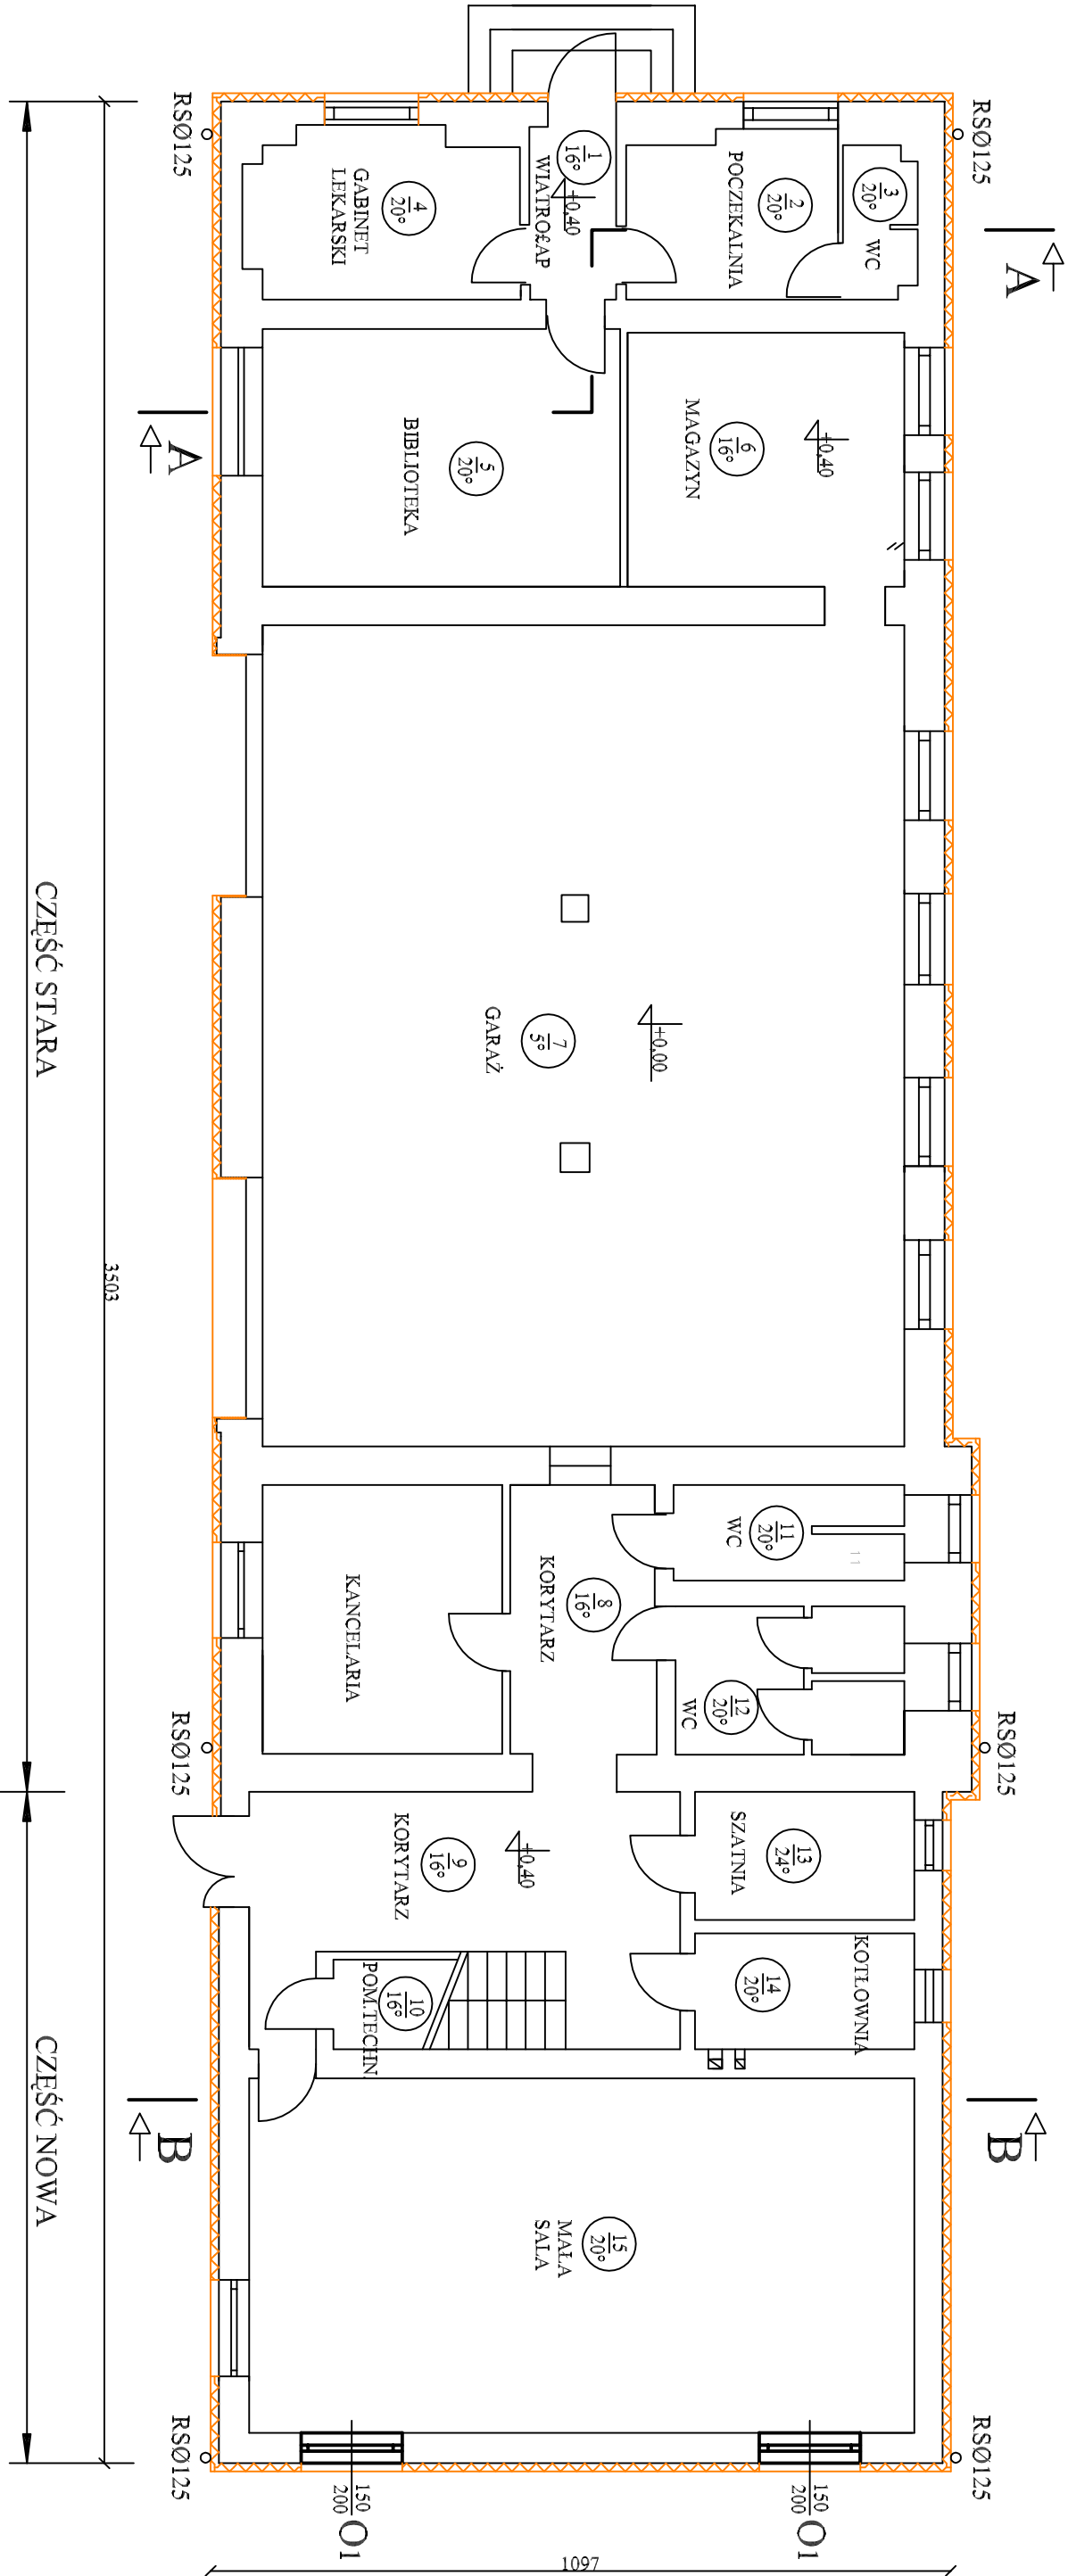 RSØ125
RSØ125
A
A
1
16°
WIATROŁAP
+0,40
2
20°
POCZEKALNIA
3
20°
WC
4
20°
GABINET
LEKARSKI
5
20°
BIBLIOTEKA
6
16°
MAGAZYN
+0,40
7
5°
GARAŻ
+0,00
CZĘŚĆ STARA
3503
8
16°
KORYTARZ
KANCELARIA
11
20°
WC
11
12
20°
WC
RSØ125
RSØ125
9
16°
KORYTARZ
+0,40
13
24°
SZATNIA
14
20°
KOTŁOWNIA
10
16°
POM.TECHN.
CZĘŚĆ NOWA
B
B
15
20°
MAŁA
SALA
RSØ125
RSØ125
150
200
O1
150
200
O1
1097